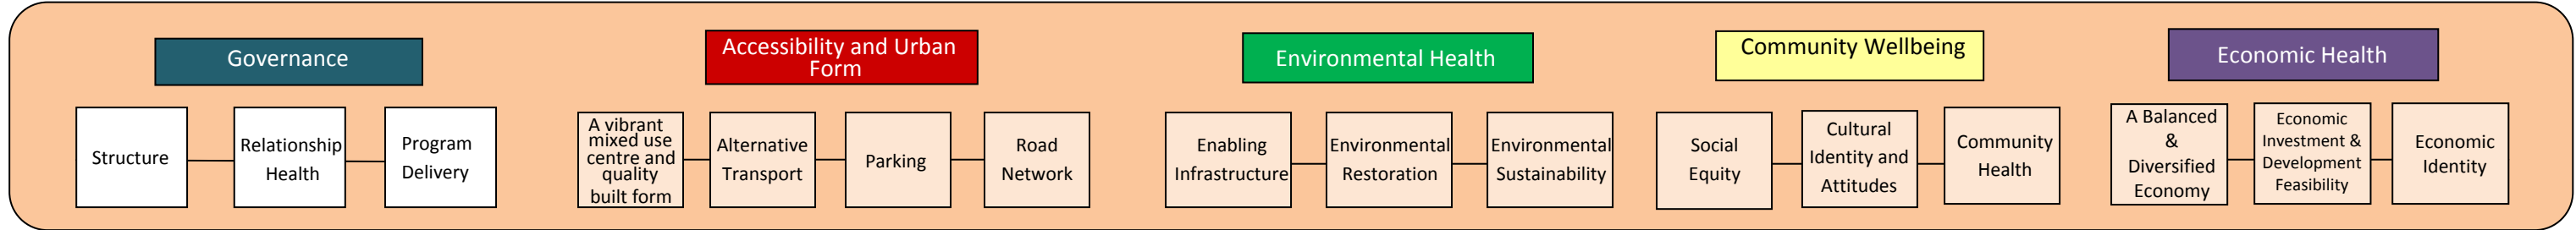 Governance
Accessibility and Urban
Form
Environmental Health
Community Wellbeing
Economic Health
Structure
Relationship
Health
Program
Delivery
A vibrant
mixed use
centre and
quality
built form
Alternative
Transport
Parking
Road
Network
Enabling
Infrastructure
Environmental
Restoration
Environmental
Sustainability
Social
Equity
Cultural
Identity and
Attitudes
Community
Health
A Balanced
&
Diversified
Economy
Economic
Investment &
Development
Feasibility
Economic
Identity